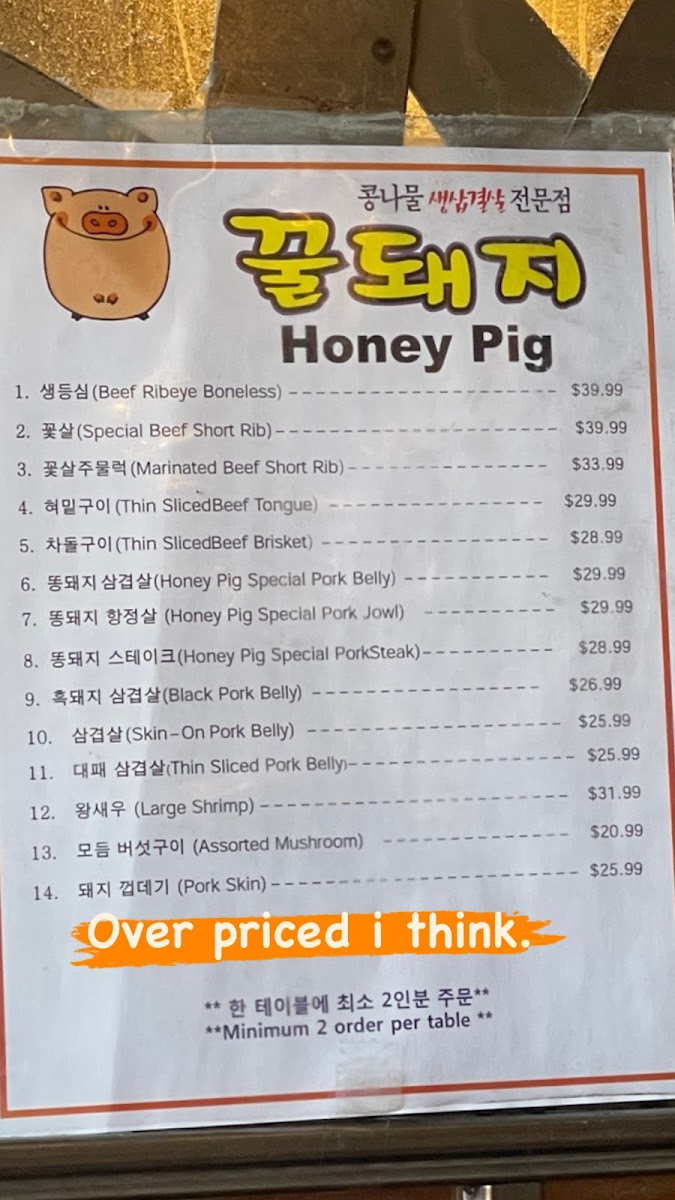 콩나물 생삼결살 전문점
꿀돼지
Honey Pig
1. 생등심(Beef Ribeye Boneless) $39.99
2. 꽃살(Special Beef Short Rib) $39.99
3. 꽃살주물럭(Marinated Beef Short Rib) $33.99
4. 혀밑구이(Thin SlicedBeef Tongue) $29.99
5. 차돌구이(Thin SlicedBeef Brisket) $28.99
6. 똥돼지 삼겹살(Honey Pig Special Pork Belly) $29.99
7. 똥돼지 항정살 (Honey Pig Special Pork Jowl) $29.99
8. 똥돼지 스테이크(Honey Pig Special PorkSteak) $28.99
9. 흑돼지 삼겹살(Black Pork Belly) $26.99
10. 삼겹살(Skin-On Pork Belly) $25.99
11. 대패 삼겹살(Thin Sliced Pork Belly) $25.99
12. 왕새우 (Large Shrimp) $31.99
13. 모듬 버섯구이 (Assorted Mushroom) $20.99
14. 돼지 껍데기 (Pork Skin) $25.99
Over priced i think.
** 한 테이블에 최소 2인분 주문**
**Minimum 2 order per table **